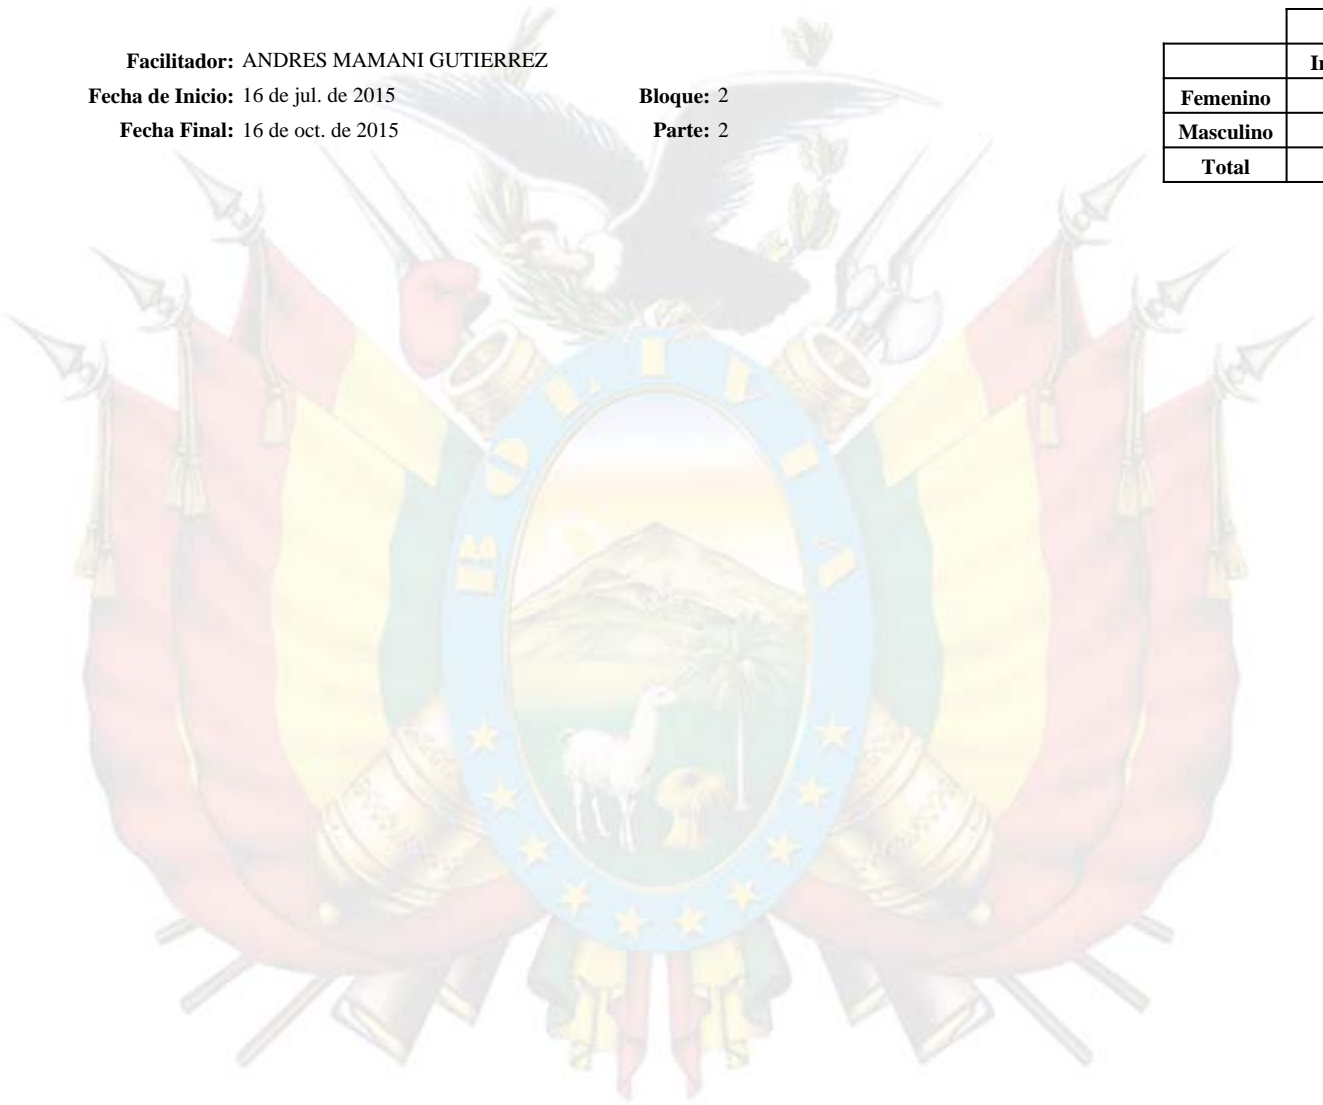 Facilitador: ANDRES MAMANI GUTIERREZ
Fecha de Inicio: 16 de jul. de 2015 Bloque: 2
Fecha Final: 16 de oct. de 2015 Parte: 2
Femenino
Masculino
Total
BOLIVIA